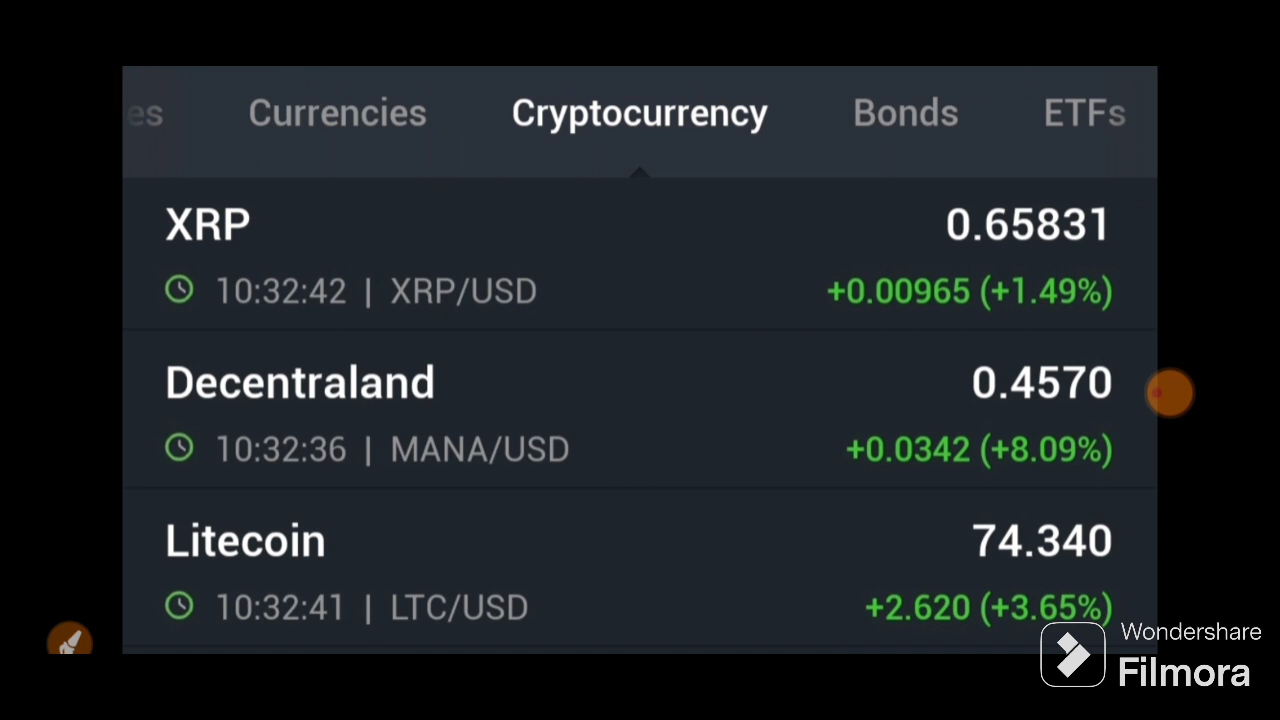 es Currencies Cryptocurrency Bonds ETFs
XRP 0.65831
10:32:42 | XRP/USD +0.00965 (+1.49%)
Decentraland 0.4570
10:32:36 | MANA/USD +0.0342 (+8.09%)
Litecoin 74.340
10:32:41 | LTC/USD +2.620 (+3.65%)
Wondershare
Filmora